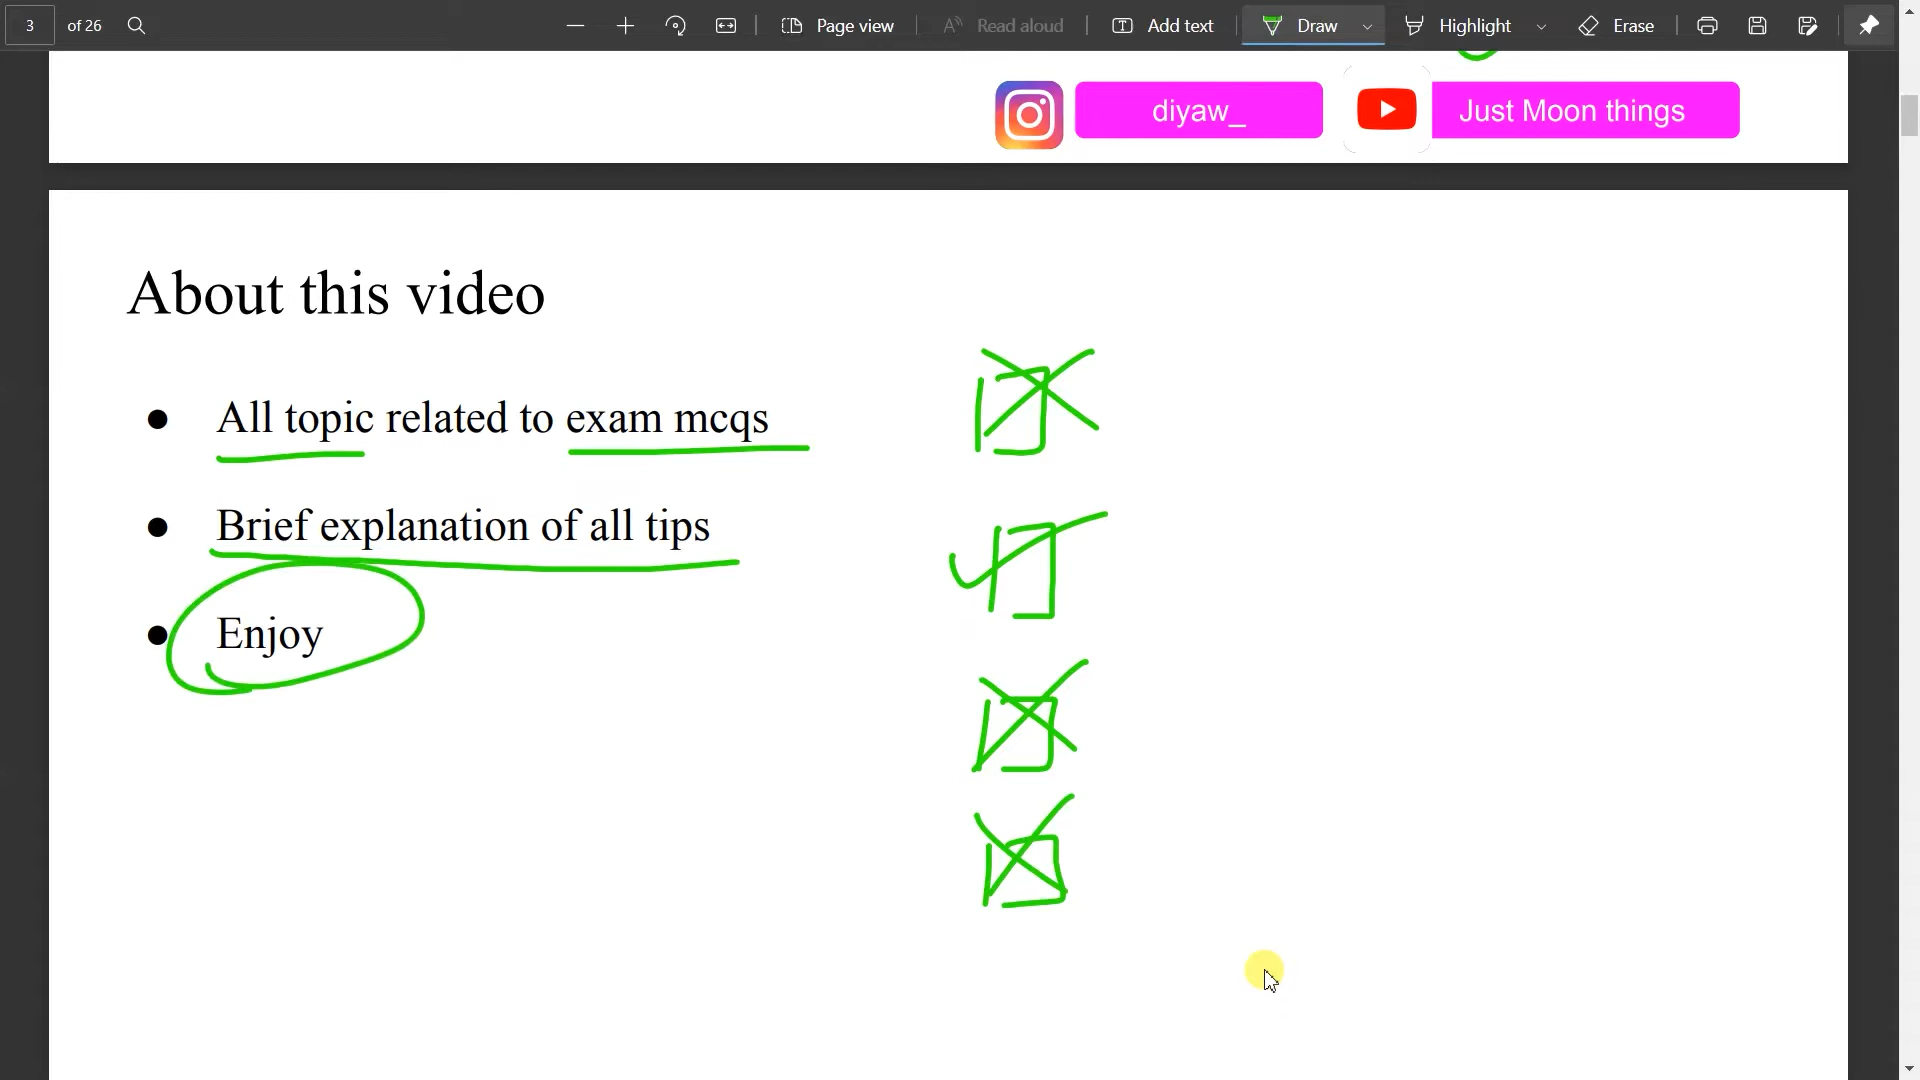 3 of 26 Page view Read aloud Add text Draw Highlight Erase
diyaw_ Just Moon things
About this video
● All topic related to exam mcqs
● Brief explanation of all tips
● Enjoy